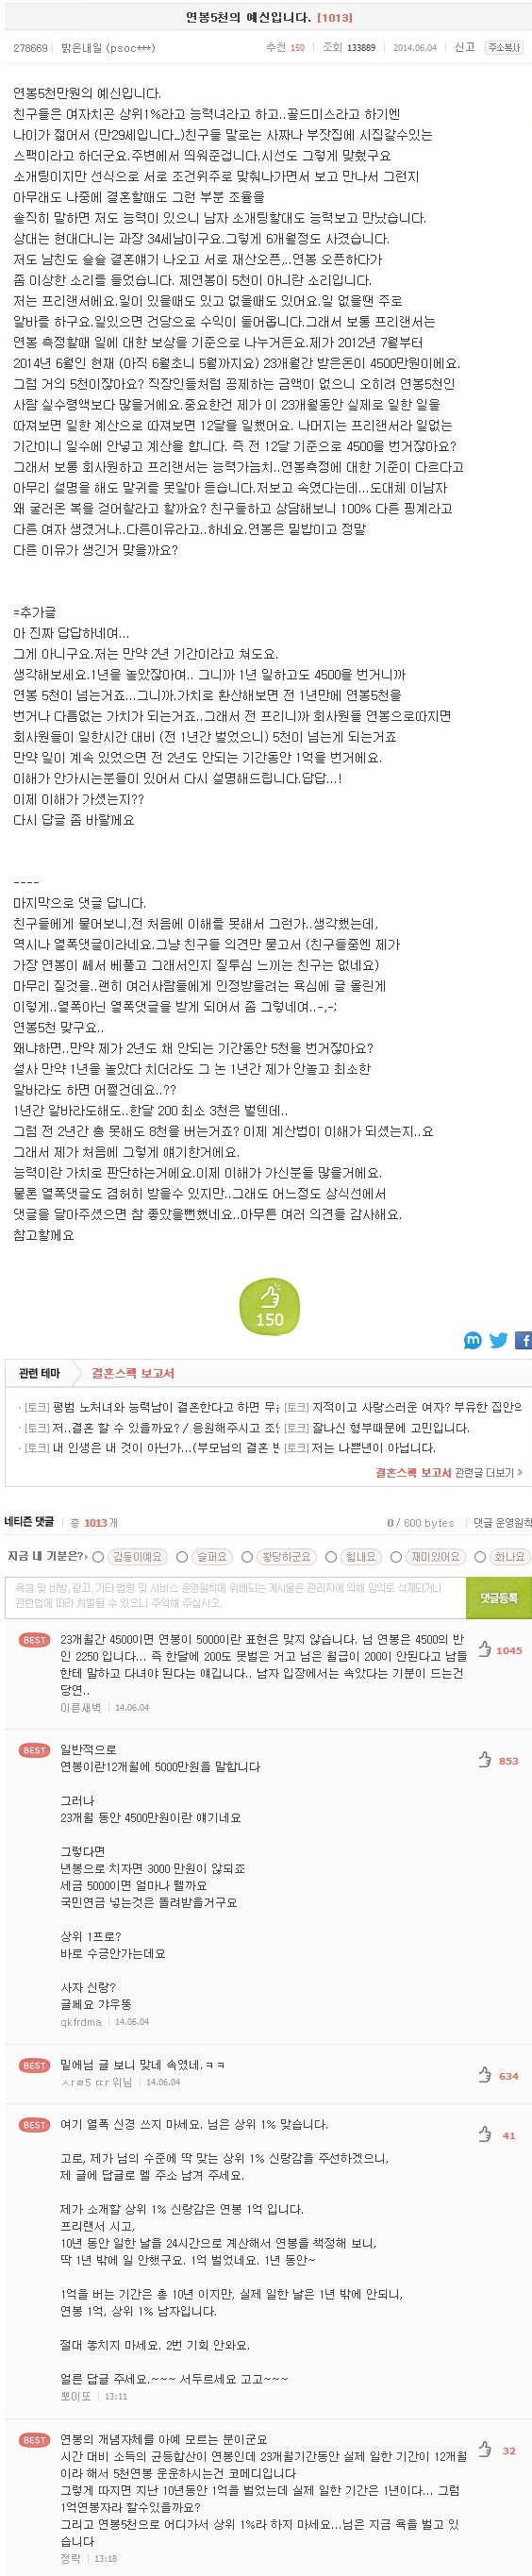 연봉5천의 예신입니다. [1013]
278669 | 밝은내일 (psoc***) 추천 150 | 조회 133889 | 2014.06.04 | 신고 주소복사
연봉5천만원의 예신입니다.
친구들은 여자치곤 상위1%라고 능력녀라고 하고..골드미스라고 하기엔
나이가 젊어서 (만29세입니다..)친구들 말로는 사짜나 부잣집에 시집갈수있는
스팩이라고 하더군요.주변에서 띄워준겁니다.시선도 그렇게 맞췄구요
소개팅이지만 선식으로 서로 조건위주로 맞춰나가면서 보고 만나서 그런지
아무래도 나중에 결혼할때도 그런 부분 조율을
솔직히 말하면 저도 능력이 있으니 남자 소개팅할대도 능력보고 만났습니다.
상대는 현대다니는 과장 34세남이구요.그렇게 6개월정도 사겼습니다.
저도 남친도 슬슬 결혼얘기 나오고 서로 재산오픈,..연봉 오픈하다가
좀 이상한 소리를 들었습니다. 제연봉이 5천이 아니란 소리입니다.
저는 프리랜서에요.일이 있을때도 있고 없을때도 있어요.일 없을땐 주로
알바를 하구요.일있으면 건당으로 수익이 들어옵니다.그래서 보통 프리랜서는
연봉 측정할때 일에 대한 보상을 기준으로 나누거든요.제가 2012년 7월부터
2014년 6월인 현재 (아직 6월초니 5월까지요) 23개월간 받은돈이 4500만원이에요.
그럼 거의 5천이잖아요? 직장인들처럼 공제하는 금액이 없으니 오히려 연봉5천인
사람 실수령액보다 많을거에요.중요한건 제가 이 23개월동안 실제로 일한 일을
따져보면 일한 계산으로 따져보면 12달을 일했어요. 나머지는 프리랜서라 일없는
기간이니 일수에 안넣고 계산을 합니다. 즉 전 12달 기준으로 4500을 번거잖아요?
그래서 보통 회사원하고 프리랜서는 능력가늠치..연봉측정에 대한 기준이 다르다고
아무리 설명을 해도 말귀를 못알아 듣습니다.저보고 속였다는데...도대체 이남자
왜 굴러온 복을 걷어찰라고 할까요? 친구들하고 상담해보니 100% 다른 핑계라고
다른 여자 생겼거나..다른이유라고..하네요.연봉은 밑밥이고 정말
다른 이유가 생긴거 맞을까요?
=추가글
아 진짜 답답하네여...
그게 아니구요.저는 만약 2년 기간이라고 쳐도요.
생각해보세요.1년을 놀았잖아여.. 그니까 1년 일하고도 4500을 번거니까
연봉 5천이 넘는거죠...그니까.가치로 환산해보면 전 1년만에 연봉5천을
번거나 다름없는 가치가 되는거죠...그래서 전 프리니까 회사원들 연봉으로따지면
회사원들이 일한시간 대비 (전 1년간 벌었으니) 5천이 넘는게 되는거죠
만약 일이 계속 있었으면 전 2년도 안되는 기간동안 1억을 번거에요.
이해가 안가시는분들이 있어서 다시 설명해드립니다.답답...!
이제 이해가 가셨는지??
다시 답글 좀 바랄께요
----
마지막으로 댓글 답니다.
친구들에게 물어보니,전 처음에 이해를 못해서 그런가..생각했는데,
역시나 열폭댓글이라네요.그냥 친구들 의견만 묻고서 (친구들중엔 제가
가장 연봉이 쎄서 베풀고 그래서인지 질투심 느끼는 친구는 없네요)
마무리 질것을..괜히 여러사람들에게 인정받을려는 욕심에 글 올린게
이렇게..열폭아닌 열폭댓글을 받게 되어서 좀 그렇네여..-,-;
연봉5천 맞구요..
왜냐하면..만약 제가 2년도 채 안되는 기간동안 5천을 번거잖아요?
설사 만약 1년을 놀았다 치더라도 그 논 1년간 제가 안놀고 최소한
알바라도 하면 어쩔건데요..??
1년간 알바라도해도..한달 200 최소 3천은 벌텐데..
그럼 전 2년간 총 못해도 8천을 버는거죠? 이제 계산법이 이해가 되셨는지..요
그래서 제가 처음에 그렇게 얘기한거에요.
능력이란 가치로 판단하는거에요.이제 이해가 가신분들 많을거에요.
물론 열폭댓글도 겸허히 받을수 있지만..그래도 어느정도 상식선에서
댓글을 달아주셨으면 참 좋았을뻔했네요..아무튼 여러 의견들 감사해요.
참고할께요
150
관련 테마 결혼스펙 보고서
· [토크] 평범 노처녀와 능력남이 결혼한다고 하면 무슨 · [토크] 지적이고 사랑스러운 여자? 부유한 집안의
· [토크] 저..결혼 할 수 있을까요? / 응원해주시고 조언 · [토크] 잘나신 형부때문에 고민입니다.
· [토크] 내 인생은 내 것이 아닌가...(부모님의 결혼 반 · [토크] 저는 나쁜년이 아닙니다.
결혼스펙 보고서 관련글 더보기 >
네티즌 댓글 | 총 1013개 0 / 600 bytes | 댓글 운영원칙
지금 내 기분은? 감동이예요 슬퍼요 황당하군요 힘내요 재미있어요 화나요
욕설 및 비방, 광고, 기타 법령 및 서비스 운영원칙에 위배되는 게시물은 관리자에 의해 임의로 삭제되거나
관련법에 따라 처벌될 수 있으니 주의해 주십시오.
댓글등록
BEST 23개월간 4500이면 연봉이 5000이란 표현은 맞지 않습니다. 님 연봉은 4500의 반 1045
인 2250 입니다... 즉 한달에 200도 못벌은 거고 님은 월급이 200이 안된다고 남들
한테 말하고 다녀야 된다는 얘깁니다.. 남자 입장에서는 속았다는 기분이 드는건
당연..
이른새벽 | 14.06.04
BEST 일반적으로 853
연봉이란12개월에 5000만원을 말합니다
그러나
23개월 동안 4500만원이란 얘기네요
그렇다면
년봉으로 치자면 3000 만원이 않되죠
세금 5000이면 얼마나 뗄까요
국민연금 넣는것은 돌려받을거구요
상위 1프로?
바로 수긍안가는데요
사자 신랑?
글쎄요 갸우뚱
qkfrdma | 14.06.04
BEST 밑에님 글 보니 맞네 속였네.ㅋㅋ 634
ㅅrㄹ5 ㄸr 위님 | 14.06.04
BEST 여기 열폭 신경 쓰지 마세요. 님은 상위 1% 맞습니다. 41
고로, 제가 님의 수준에 딱 맞는 상위 1% 신랑감을 주선하겠으니,
제 글에 답글로 멜 주소 남겨 주세요.
제가 소개할 상위 1% 신랑감은 연봉 1억 입니다.
프리랜서 시고,
10년 동안 일한 날을 24시간으로 계산해서 연봉을 책정해 보니,
딱 1년 밖에 일 안했구요. 1억 벌었네요. 1년 동안~
1억을 버는 기간은 총 10년 이지만, 실제 일한 날은 1년 밖에 안되니,
연봉 1억, 상위 1% 남자입니다.
절대 놓치지 마세요. 2번 기회 안와요.
얼른 답글 주세요.~~~ 서두르세요 고고~~~
뽀이또 | 13:11
BEST 연봉의 개념자체를 아예 모르는 분이군요 32
시간 대비 소득의 균등합산이 연봉인데 23개월기간동안 실제 일한 기간이 12개월
이라 해서 5천연봉 운운하시는건 코메디입니다
그렇게 따지면 지난 10년동안 1억을 벌었는데 실제 일한 기간은 1년이다... 그럼
1억연봉자라 할수있을까요?
그리고 연봉5천으로 어디가서 상위 1%라 하지 마세요...님은 지금 욕을 벌고 있
습니다
정락 | 13:18